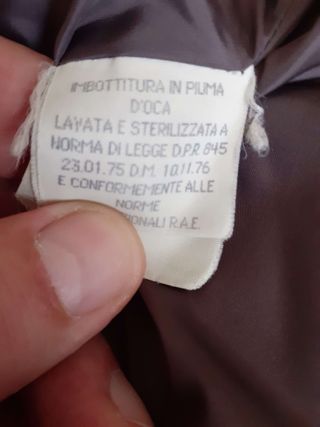 IMBOTTITURA IN PIUMA
D'OCA
LAVATA E STERILIZZATA A
NORMA DI LEGGE D.P.R 845
23.01.75 D.M. 10.11.76
E CONFORMEMENTE ALLE
NORME
IONALI R.A.E.